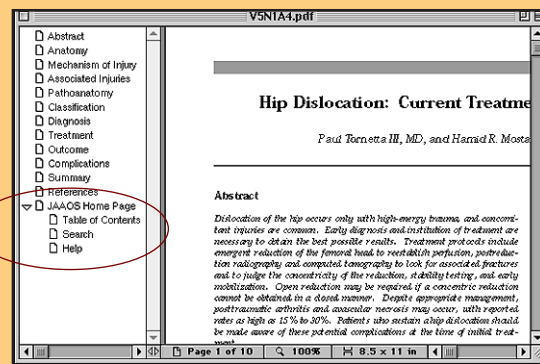 V5N1A4.pdf
Abstract
Anatomy
Mechanism of Injury
Associated Injuries
Pathoanatomy
Classification
Diagnosis
Treatment
Outcome
Complications
Summary
References
JAAOS Home Page
Table of Contents
Search
Help
Hip Dislocation: Current Treatme
Paul Tornetta III, MD, and Hamid R. Mosta
Abstract
Dislocation of the hip occurs only with high-energy trauma, and concomi-
tant injuries are common. Early diagnosis and institution of treatment are
necessary to obtain the best possible results. Treatment protocols include
emergent reduction of the femoral head to reestablish perfusion, postreduc-
tion radiography and computed tomography to look for associated fractures
and to judge the concentricity of the reduction, stability testing, and early
mobilization. Open reduction may be required if a concentric reduction
cannot be obtained in a closed manner. Despite appropriate management,
posttraumatic arthritis and avascular necrosis may occur, with reported
rates as high as 15% to 30%. Patients who sustain a hip dislocation should
be made aware of these potential complications at the time of initial treat-
ment.
Page 1 of 10 100% 8.5 x 11 in